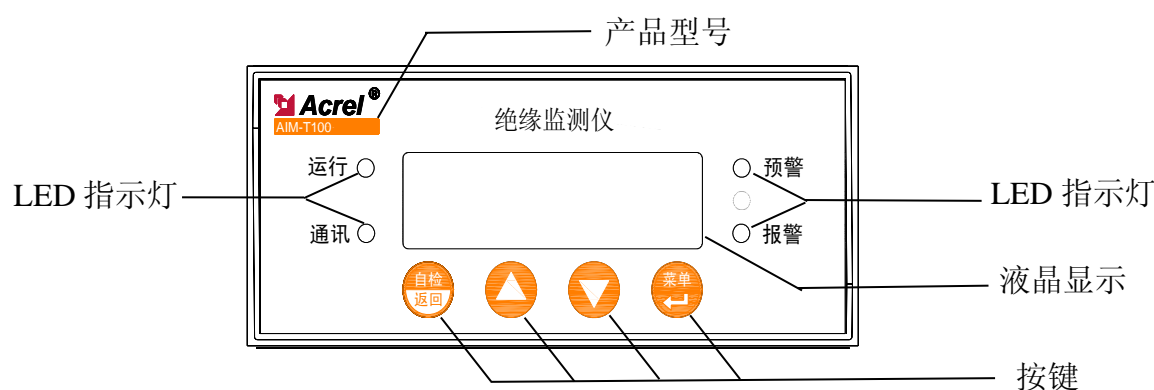 产品型号
Acrel®
AIM-T100
绝缘监测仪
运行
预警
LED 指示灯
LED 指示灯
通讯
报警
自检
返回
菜单
液晶显示
按键